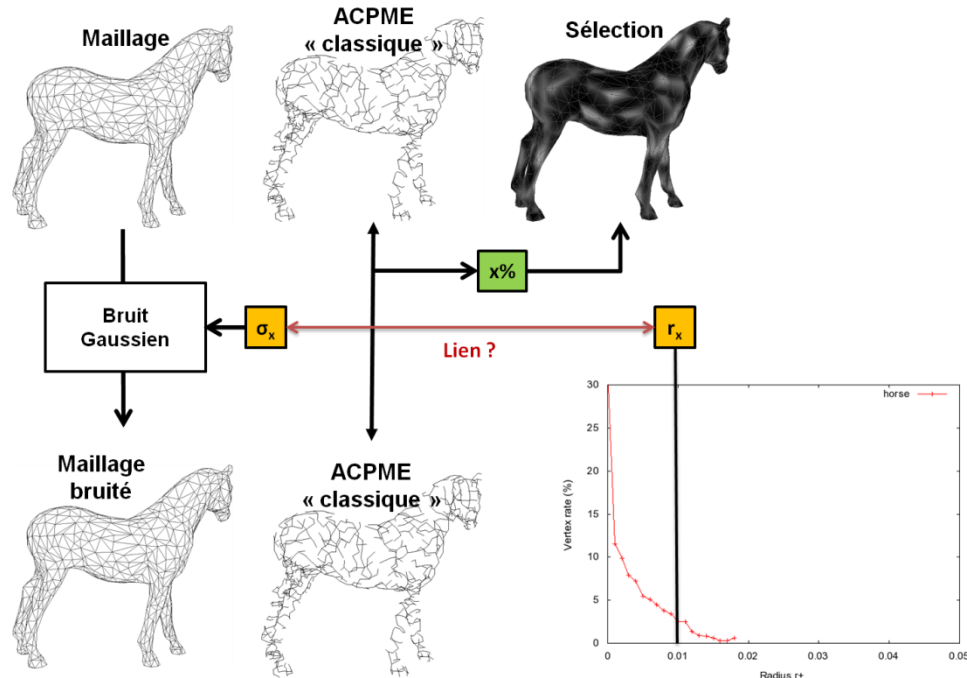 Maillage
ACPME
« classique »
Sélection
x%
Bruit
Gaussien
σx
rx
Lien ?
Maillage
bruité
ACPME
« classique »
30
25
20
15
10
5
0
horse
Vertex rate (%)
0
0.01
0.02
0.03
0.04
0.05
Radius r+